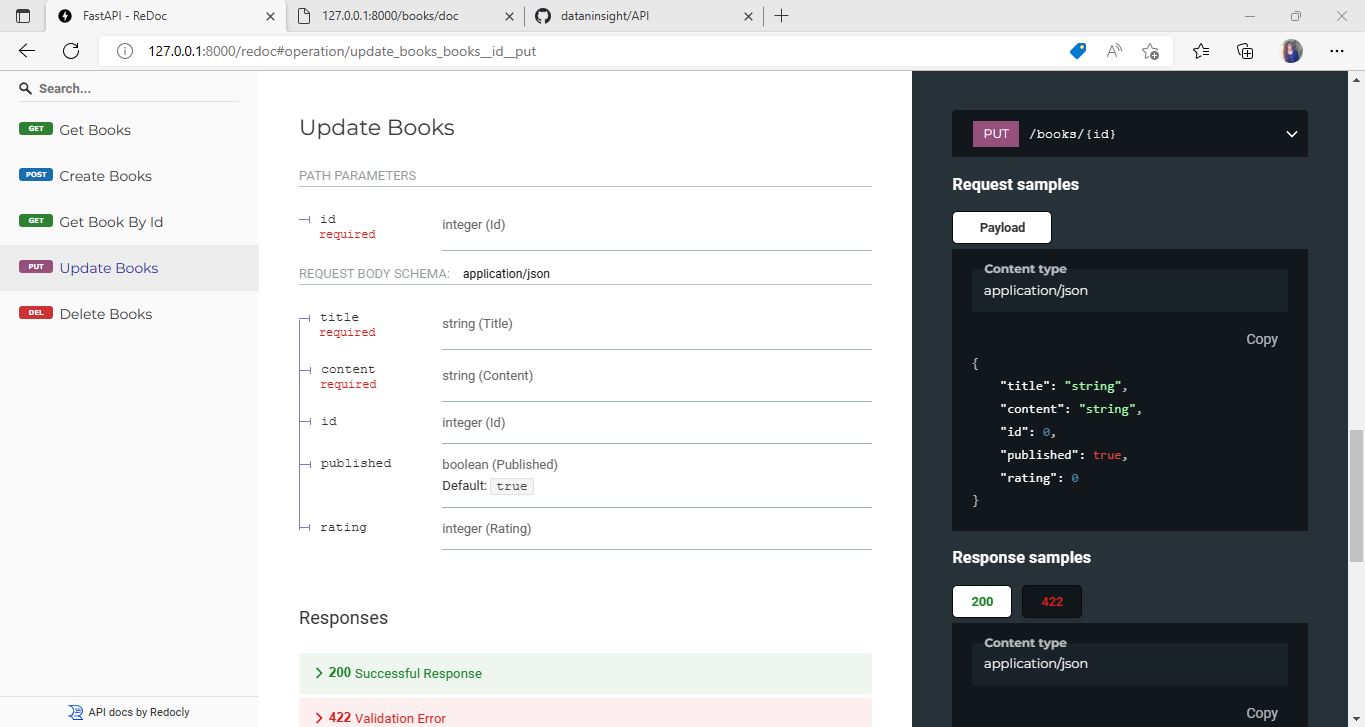 FastAPI - ReDoc
127.0.0.1:8000/books/doc
dataninsight/API
127.0.0.1:8000/redoc#operation/update_books_books__id__put
Search...
GET Get Books
POST Create Books
GET Get Book By Id
PUT Update Books
DEL Delete Books
API docs by Redocly
Update Books
PATH PARAMETERS
id
required
integer (Id)
REQUEST BODY SCHEMA: application/json
title
required
string (Title)
content
required
string (Content)
id
integer (Id)
published
boolean (Published)
Default: true
rating
integer (Rating)
Responses
200 Successful Response
422 Validation Error
PUT /books/{id}
Request samples
Payload
Content type
application/json
Copy
{
"title": "string",
"content": "string",
"id": 0,
"published": true,
"rating": 0
}
Response samples
200 422
Content type
application/json
Copy